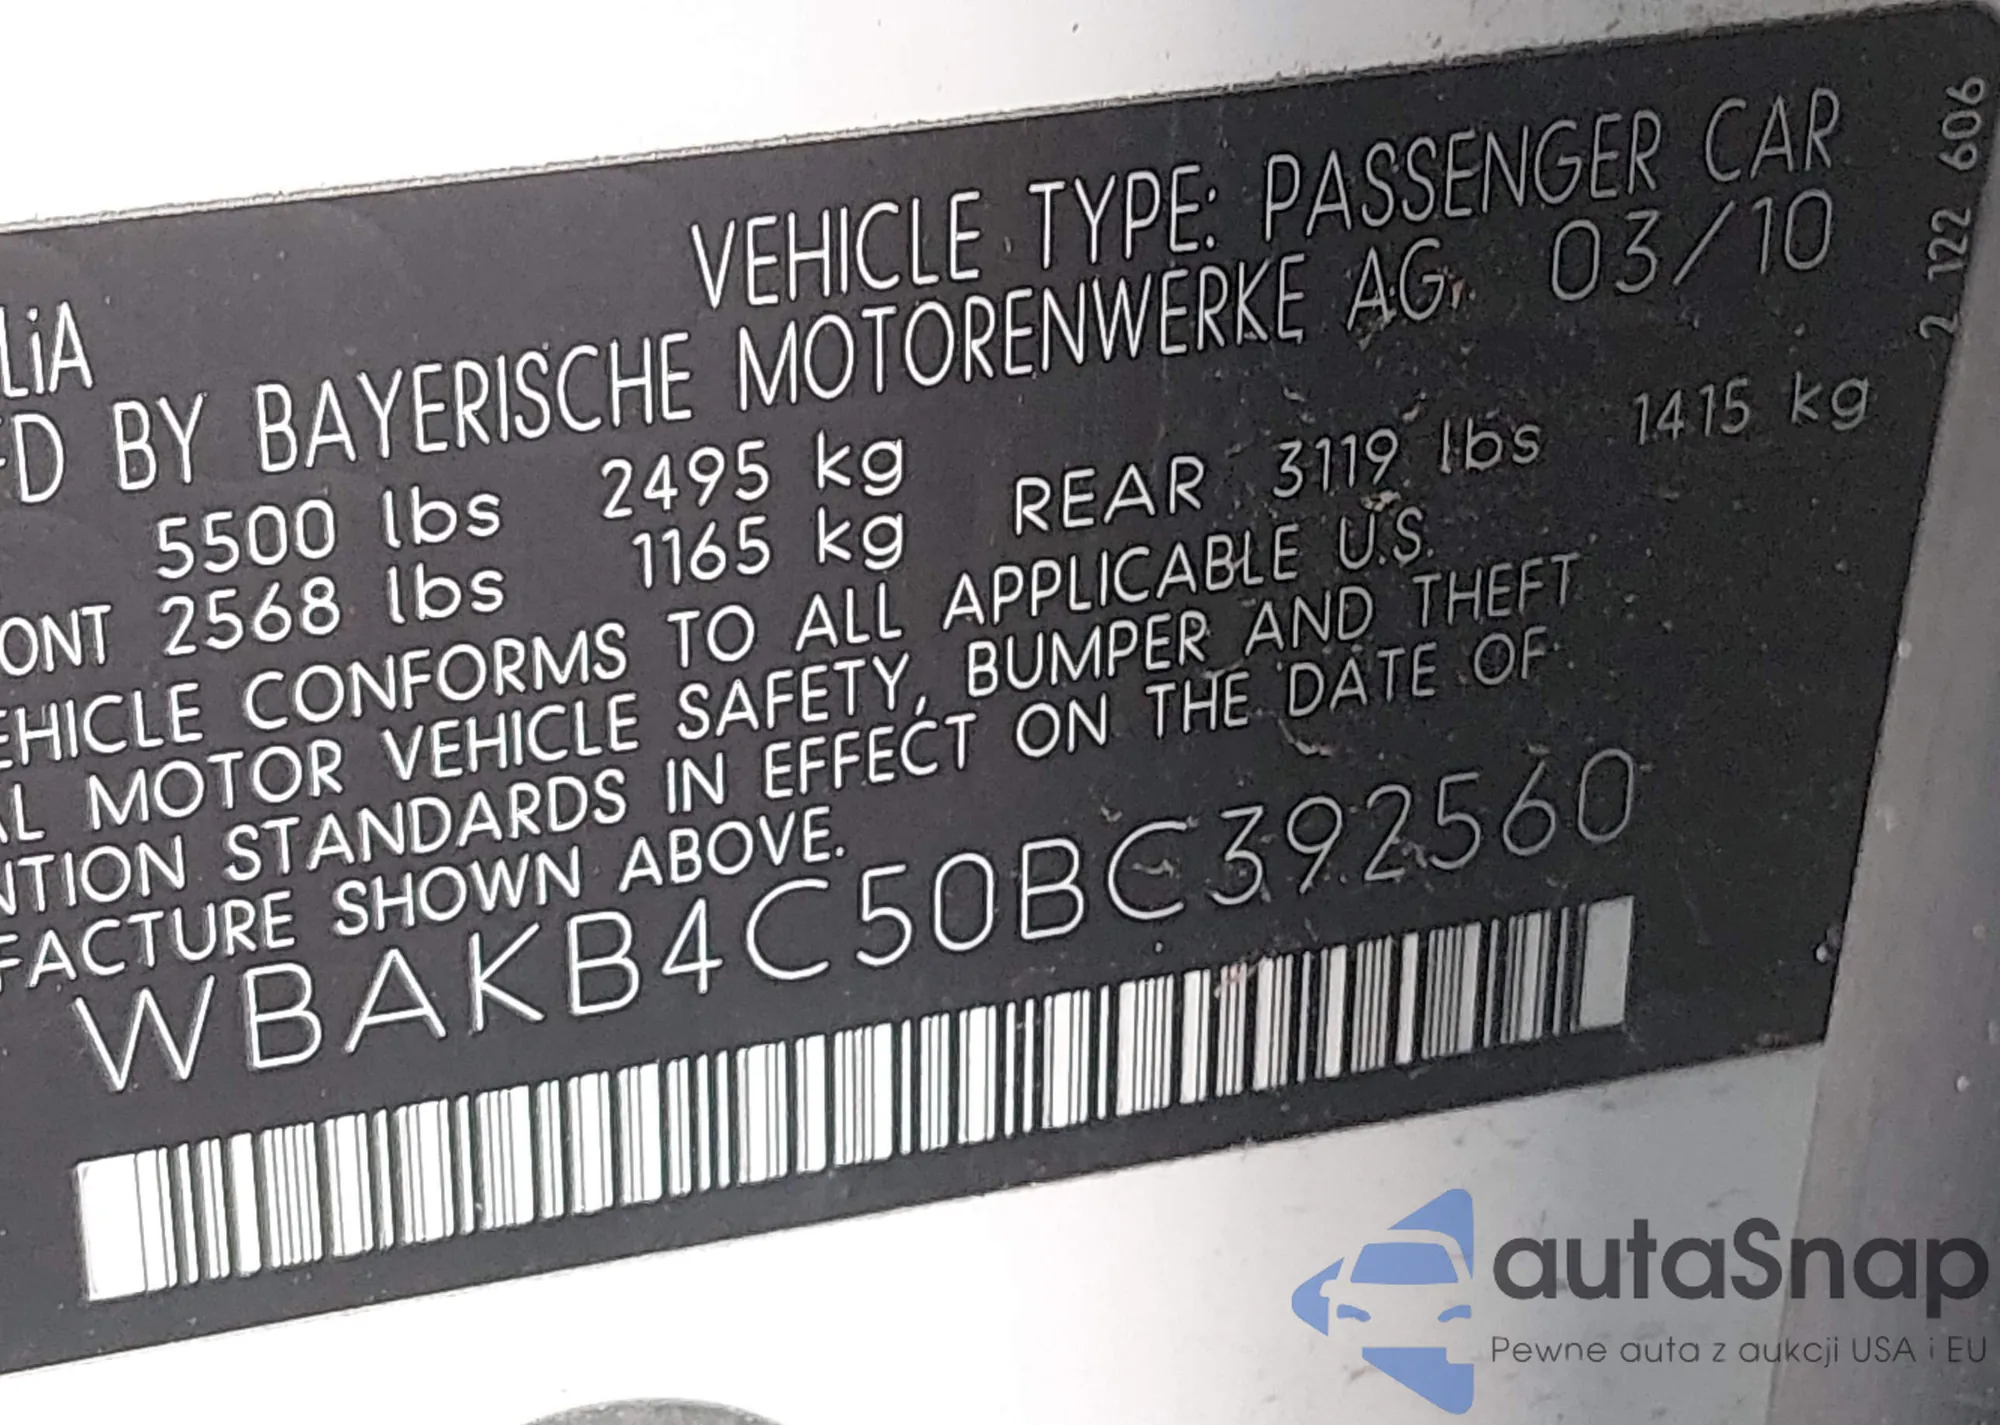 VEHICLE TYPE: PASSENGER CAR
LiA
BY BAYERISCHE MOTORENWERKE AG 03/10
5500 lbs 2495 kg
ONT 2568 lbs 1165 kg REAR 3119 lbs 1415 kg
EHICLE CONFORMS TO ALL APPLICABLE U.S.
AL MOTOR VEHICLE SAFETY, BUMPER AND THEFT
NTION STANDARDS IN EFFECT ON THE DATE OF
FACTURE SHOWN ABOVE.
WBAKB4C50BC392560
2 122 606
autaSnap
Pewne auta z aukcji USA i EU